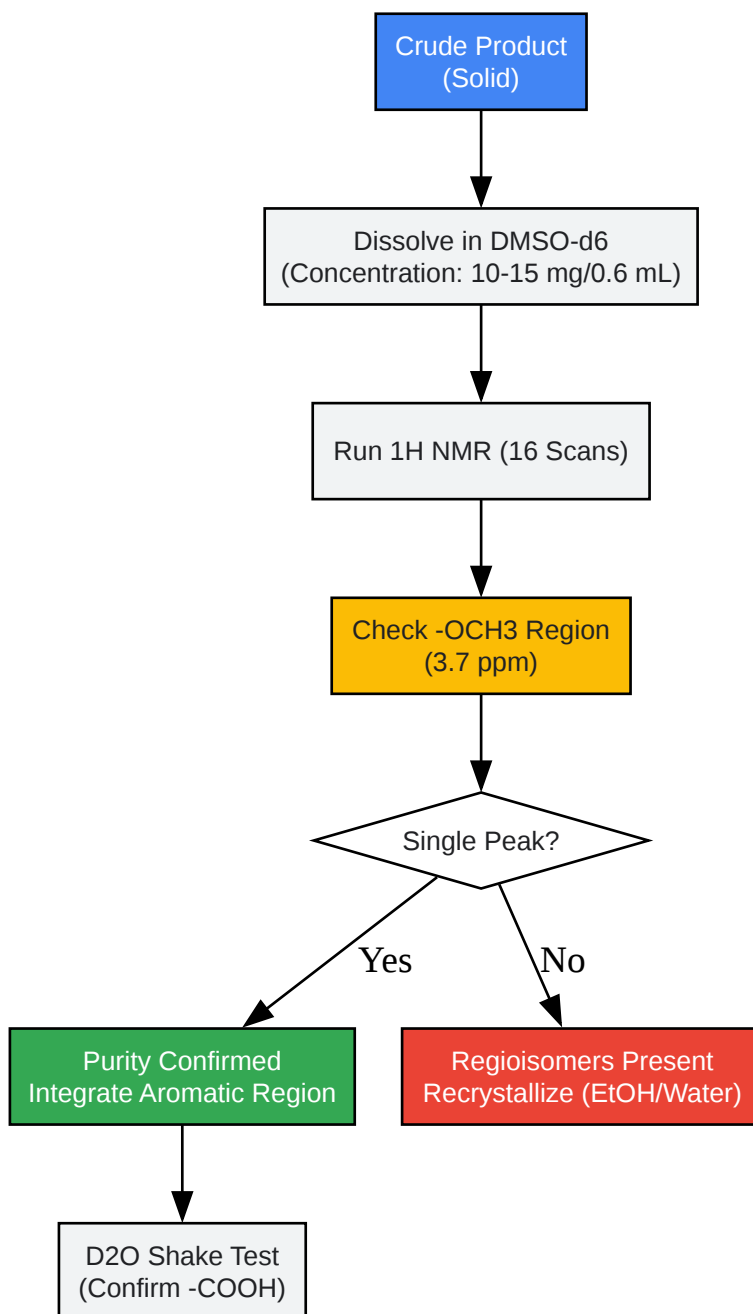 Crude Product
(Solid)
Dissolve in DMSO-d6
(Concentration: 10-15 mg/0.6 mL)
Run 1H NMR (16 Scans)
Check -OCH3 Region
(3.7 ppm)
Single Peak?
Yes
No
Purity Confirmed
Integrate Aromatic Region
Regioisomers Present
Recrystallize (EtOH/Water)
D2O Shake Test
(Confirm -COOH)